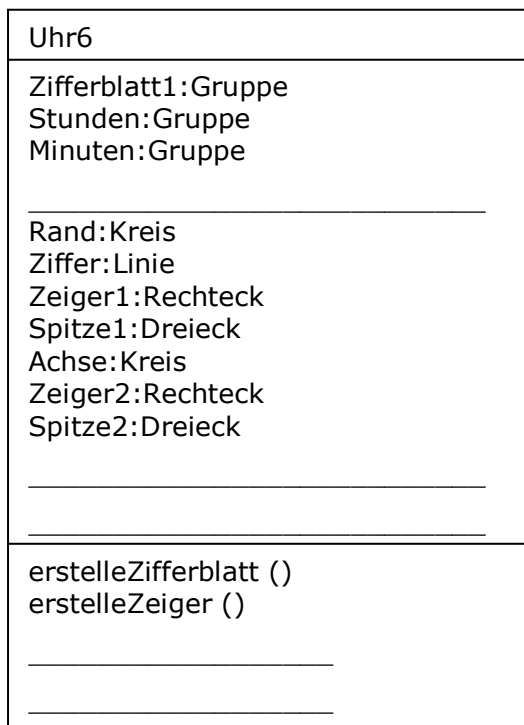 Uhr6
Zifferblatt1:Gruppe
Stunden:Gruppe
Minuten:Gruppe
Rand:Kreis
Ziffer:Linie
Zeiger1:Rechteck
Spitze1:Dreieck
Achse:Kreis
Zeiger2:Rechteck
Spitze2:Dreieck
erstelleZifferblatt ()
erstelleZeiger ()